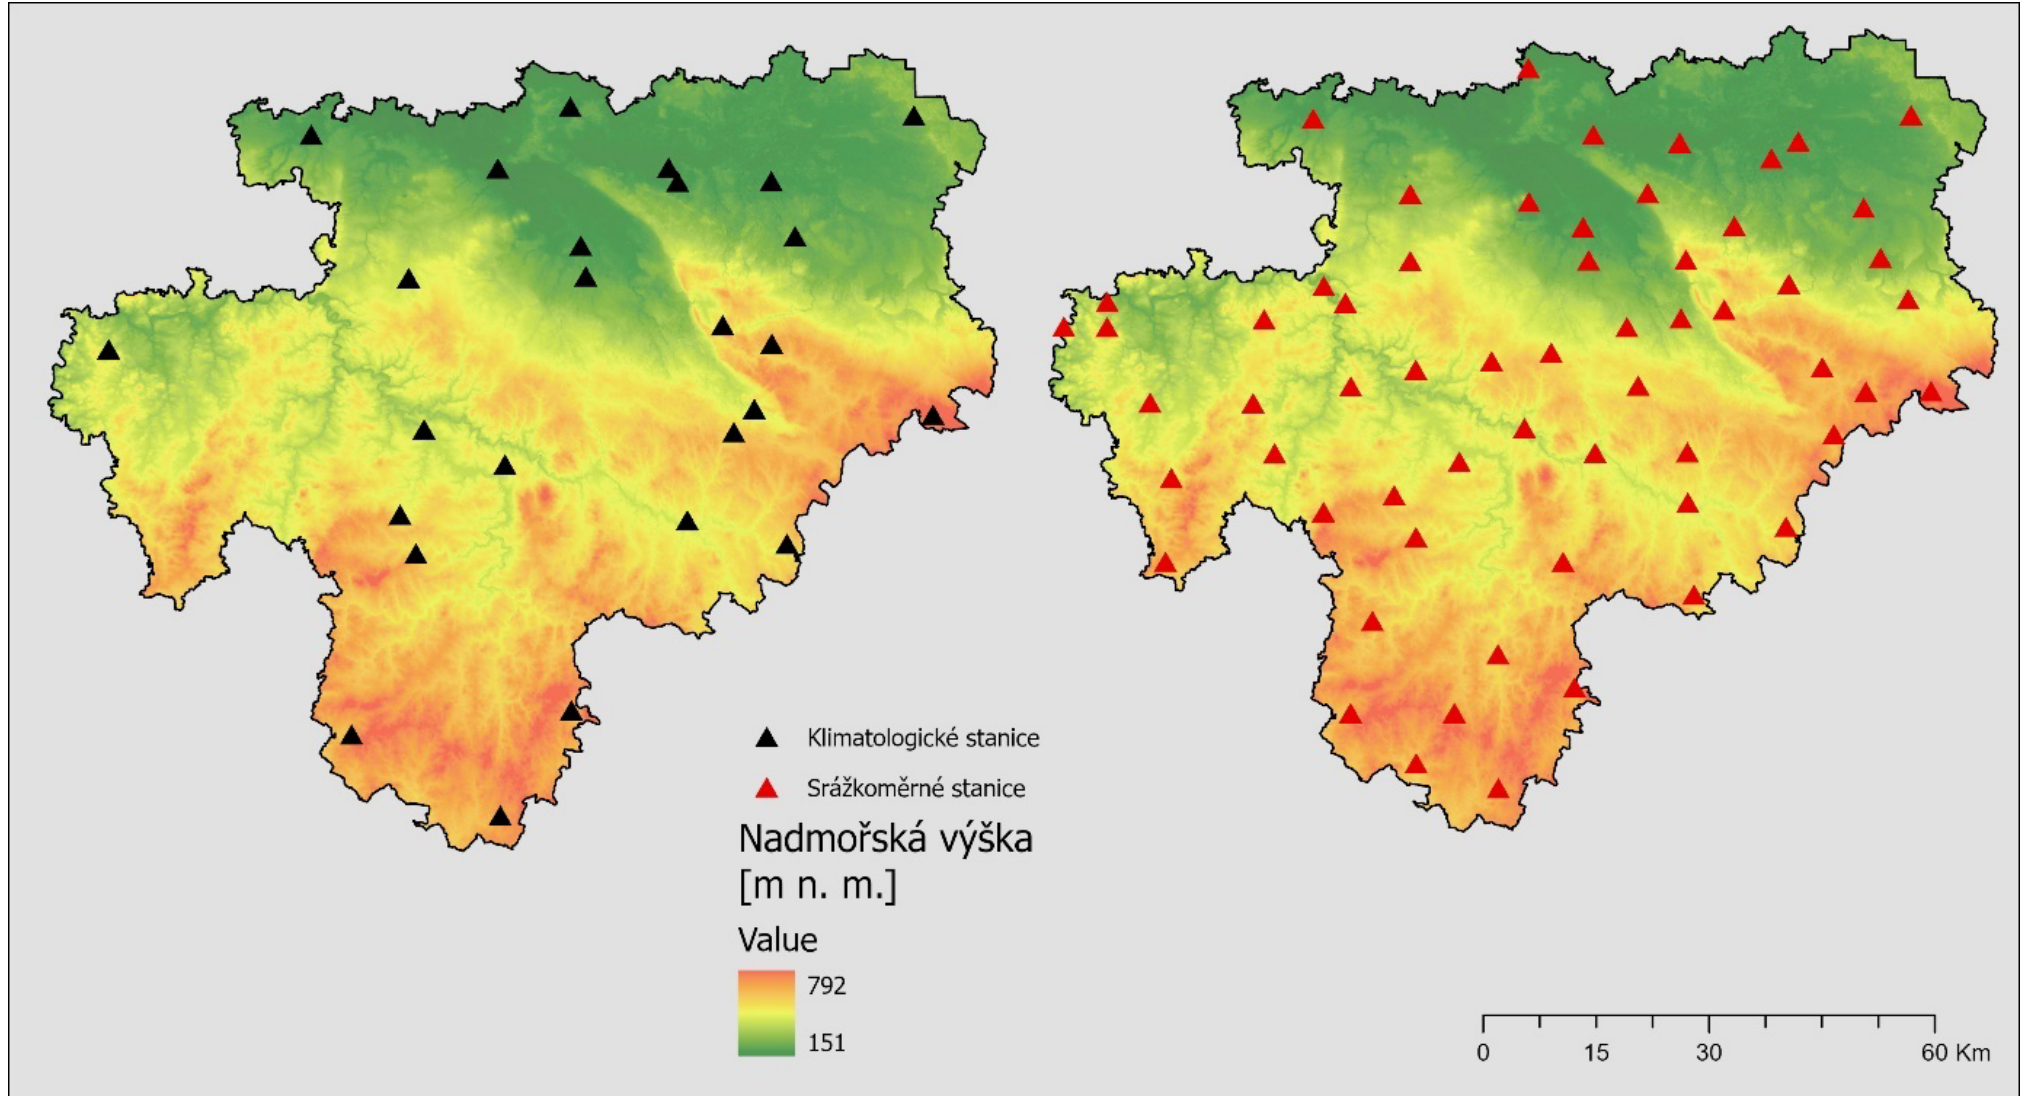 Klimatologické stanice
Srážkoměrné stanice
Nadmořská výška
[m n. m.]
Value
792
151
0 15 30 60 Km